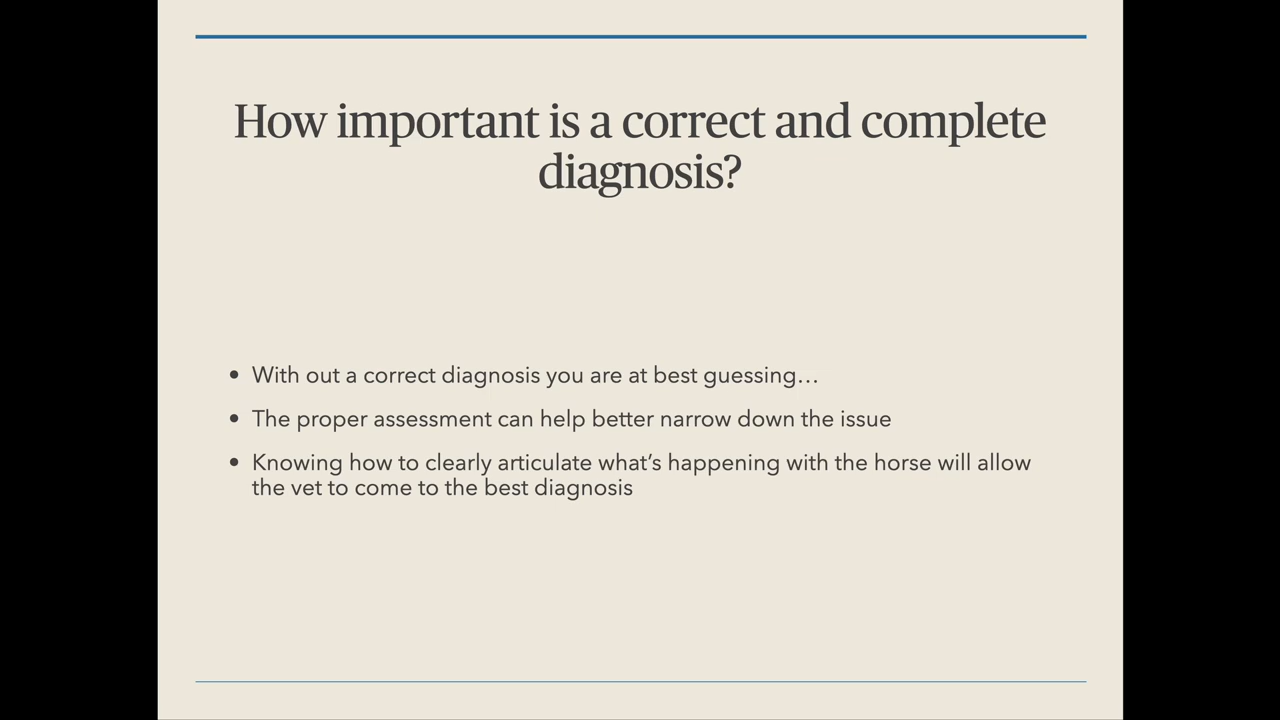 How important is a correct and complete
diagnosis?
• With out a correct diagnosis you are at best guessing…
• The proper assessment can help better narrow down the issue
• Knowing how to clearly articulate what’s happening with the horse will allow
the vet to come to the best diagnosis